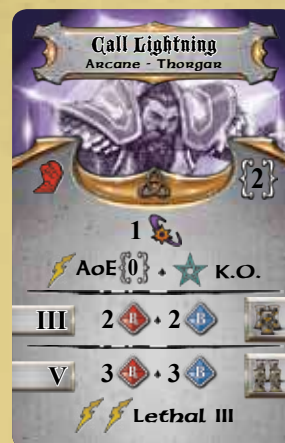 Call Lightning
Arcane - Thorgar
{2}
1
AoE {0} K.O.
III 2 R 2 B
V 3 R 3 B
Lethal III